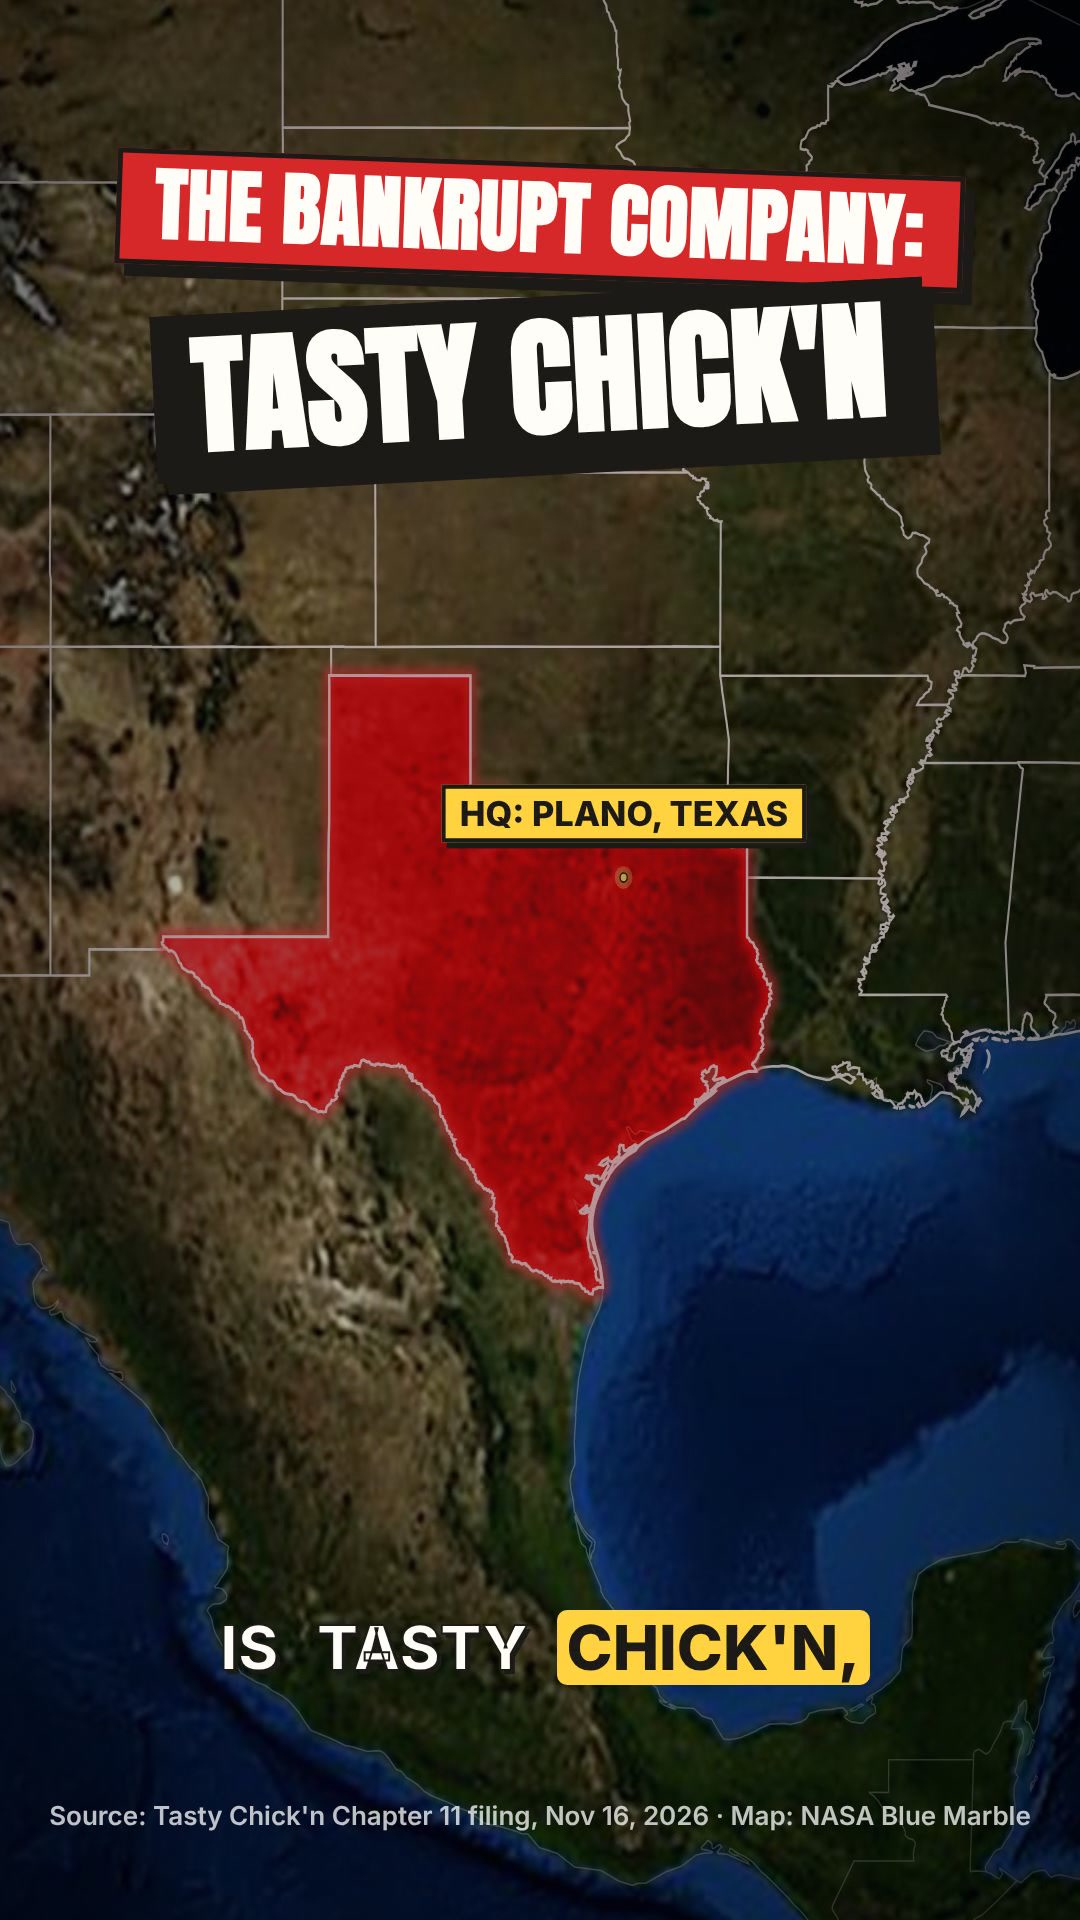 THE BANKRUPT COMPANY:
TASTY CHICK'N
HQ: PLANO, TEXAS
IS TASTY CHICK'N,
Source: Tasty Chick'n Chapter 11 filing, Nov 16, 2026 · Map: NASA Blue Marble